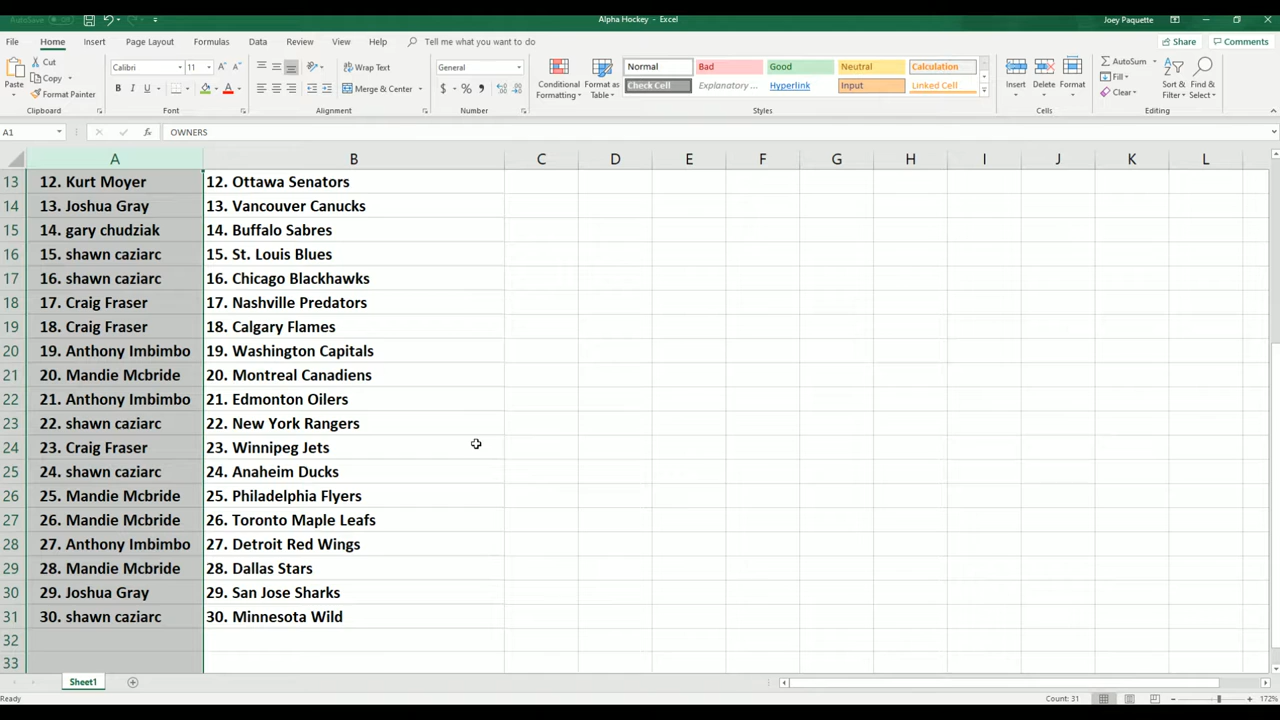 AutoSave Alpha Hockey - Excel Joey Paquette
File Home Insert Page Layout Formulas Data Review View Help Tell me what you want to do Share Comments
Cut
Copy
Format Painter
Paste
Clipboard
Calibri 11
B I U
Font
Wrap Text
Merge & Center
Alignment
General
$ % ,
Number
Conditional Formatting
Format as Table
Normal Bad Good Neutral Calculation
Check Cell Explanatory ... Hyperlink Input Linked Cell
Styles
Insert Delete Format
Cells
AutoSum
Fill
Clear
Sort & Filter
Find & Select
Editing
A1 fx OWNERS
A B C D E F G H I J K L
13 12. Kurt Moyer 12. Ottawa Senators
14 13. Joshua Gray 13. Vancouver Canucks
15 14. gary chudziak 14. Buffalo Sabres
16 15. shawn caziarc 15. St. Louis Blues
17 16. shawn caziarc 16. Chicago Blackhawks
18 17. Craig Fraser 17. Nashville Predators
19 18. Craig Fraser 18. Calgary Flames
20 19. Anthony Imbimbo 19. Washington Capitals
21 20. Mandie Mcbride 20. Montreal Canadiens
22 21. Anthony Imbimbo 21. Edmonton Oilers
23 22. shawn caziarc 22. New York Rangers
24 23. Craig Fraser 23. Winnipeg Jets
25 24. shawn caziarc 24. Anaheim Ducks
26 25. Mandie Mcbride 25. Philadelphia Flyers
27 26. Mandie Mcbride 26. Toronto Maple Leafs
28 27. Anthony Imbimbo 27. Detroit Red Wings
29 28. Mandie Mcbride 28. Dallas Stars
30 29. Joshua Gray 29. San Jose Sharks
31 30. shawn caziarc 30. Minnesota Wild
32
33
Sheet1
Ready Count: 31 172%